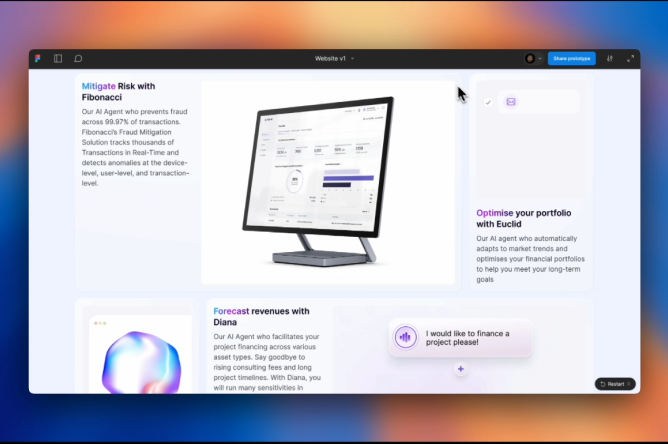 Website v1
Share prototype
Mitigate Risk with
Fibonacci
Our AI Agent who prevents fraud
across 99.97% of transactions.
Fibonacci's Fraud Mitigation
Solution tracks thousands of
Transactions in Real-Time and
detects anomalies at the device-
level, user-level, and transaction-
level.
Optimise your portfolio
with Euclid
Our AI agent who automatically
adapts to market trends and
optimises your financial portfolios
to help you meet your long-term
goals
Forecast revenues with
Diana
Our AI Agent who facilitates your
project financing across various
asset types. Say goodbye to
rising consulting fees and long
project timelines. With Diana, you
will run many sensitivities in
I would like to finance a
project please!
Restart